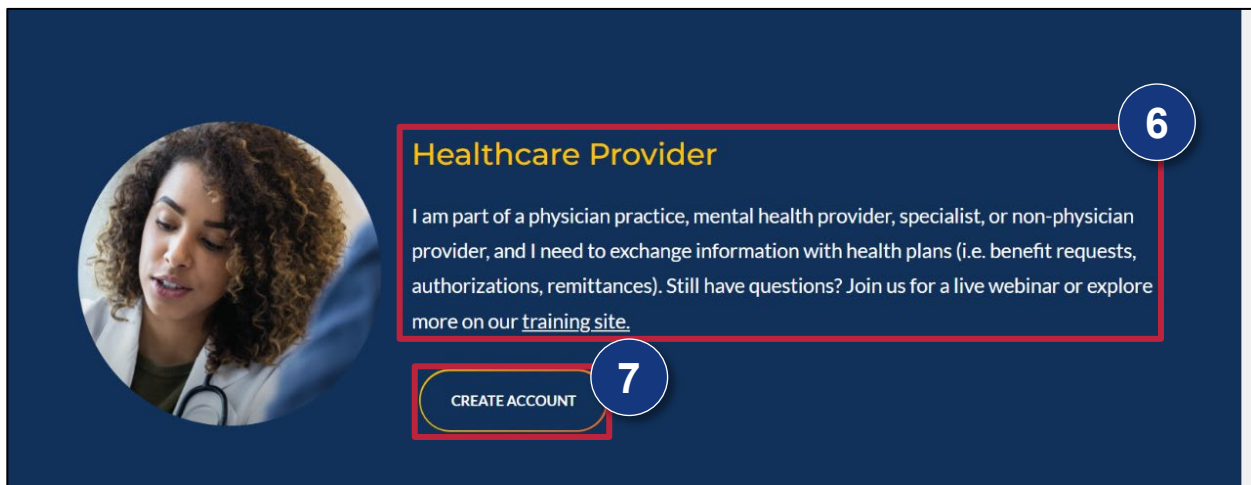 6
Healthcare Provider
I am part of a physician practice, mental health provider, specialist, or non-physician
provider, and I need to exchange information with health plans (i.e. benefit requests,
authorizations, remittances). Still have questions? Join us for a live webinar or explore
more on our training site.
7
CREATE ACCOUNT